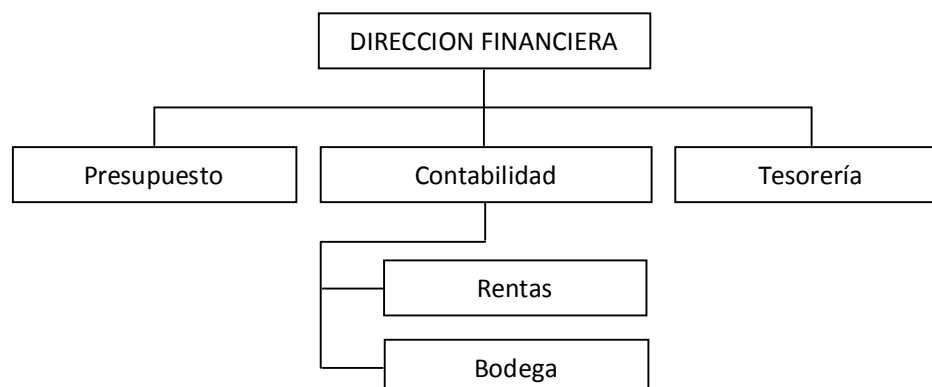 DIRECCION FINANCIERA
Presupuesto
Contabilidad
Tesorería
Rentas
Bodega